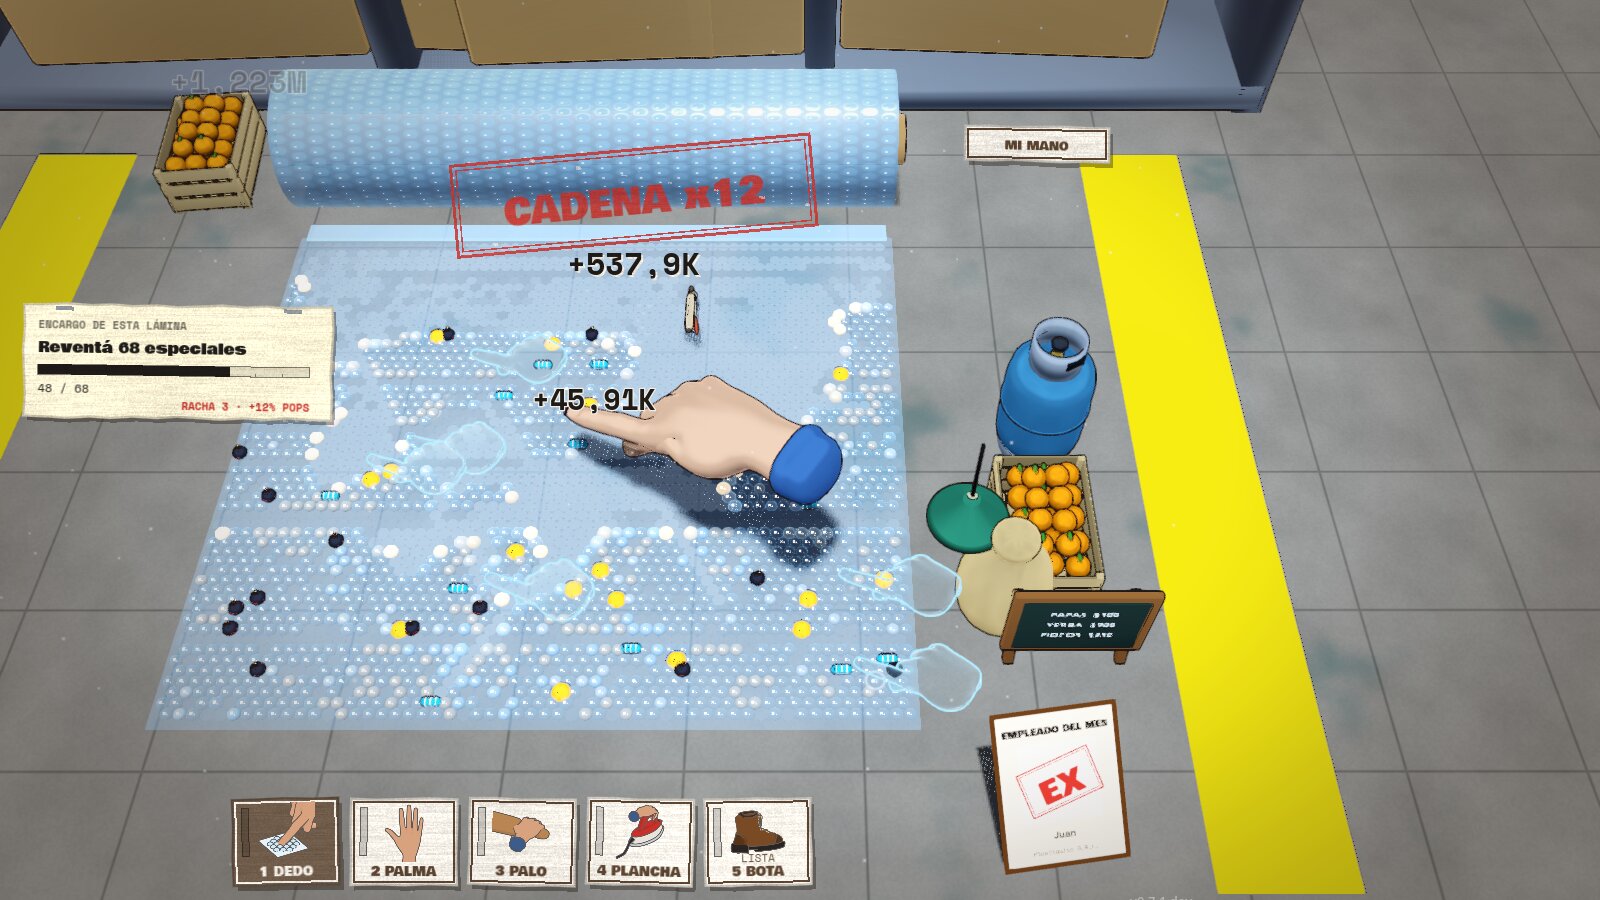 +1.223M
CADENA x12
MI MANO
+537,9K
ENCARGO DE ESTA LÁMINA
Reventá 68 especiales
48 / 68
RACHA 3 · +12% POPS
+45,91K
EMPLEADO DEL MES
EX
Juan
1 DEDO
2 PALMA
3 PALO
4 PLANCHA
LISTA
5 BOTA